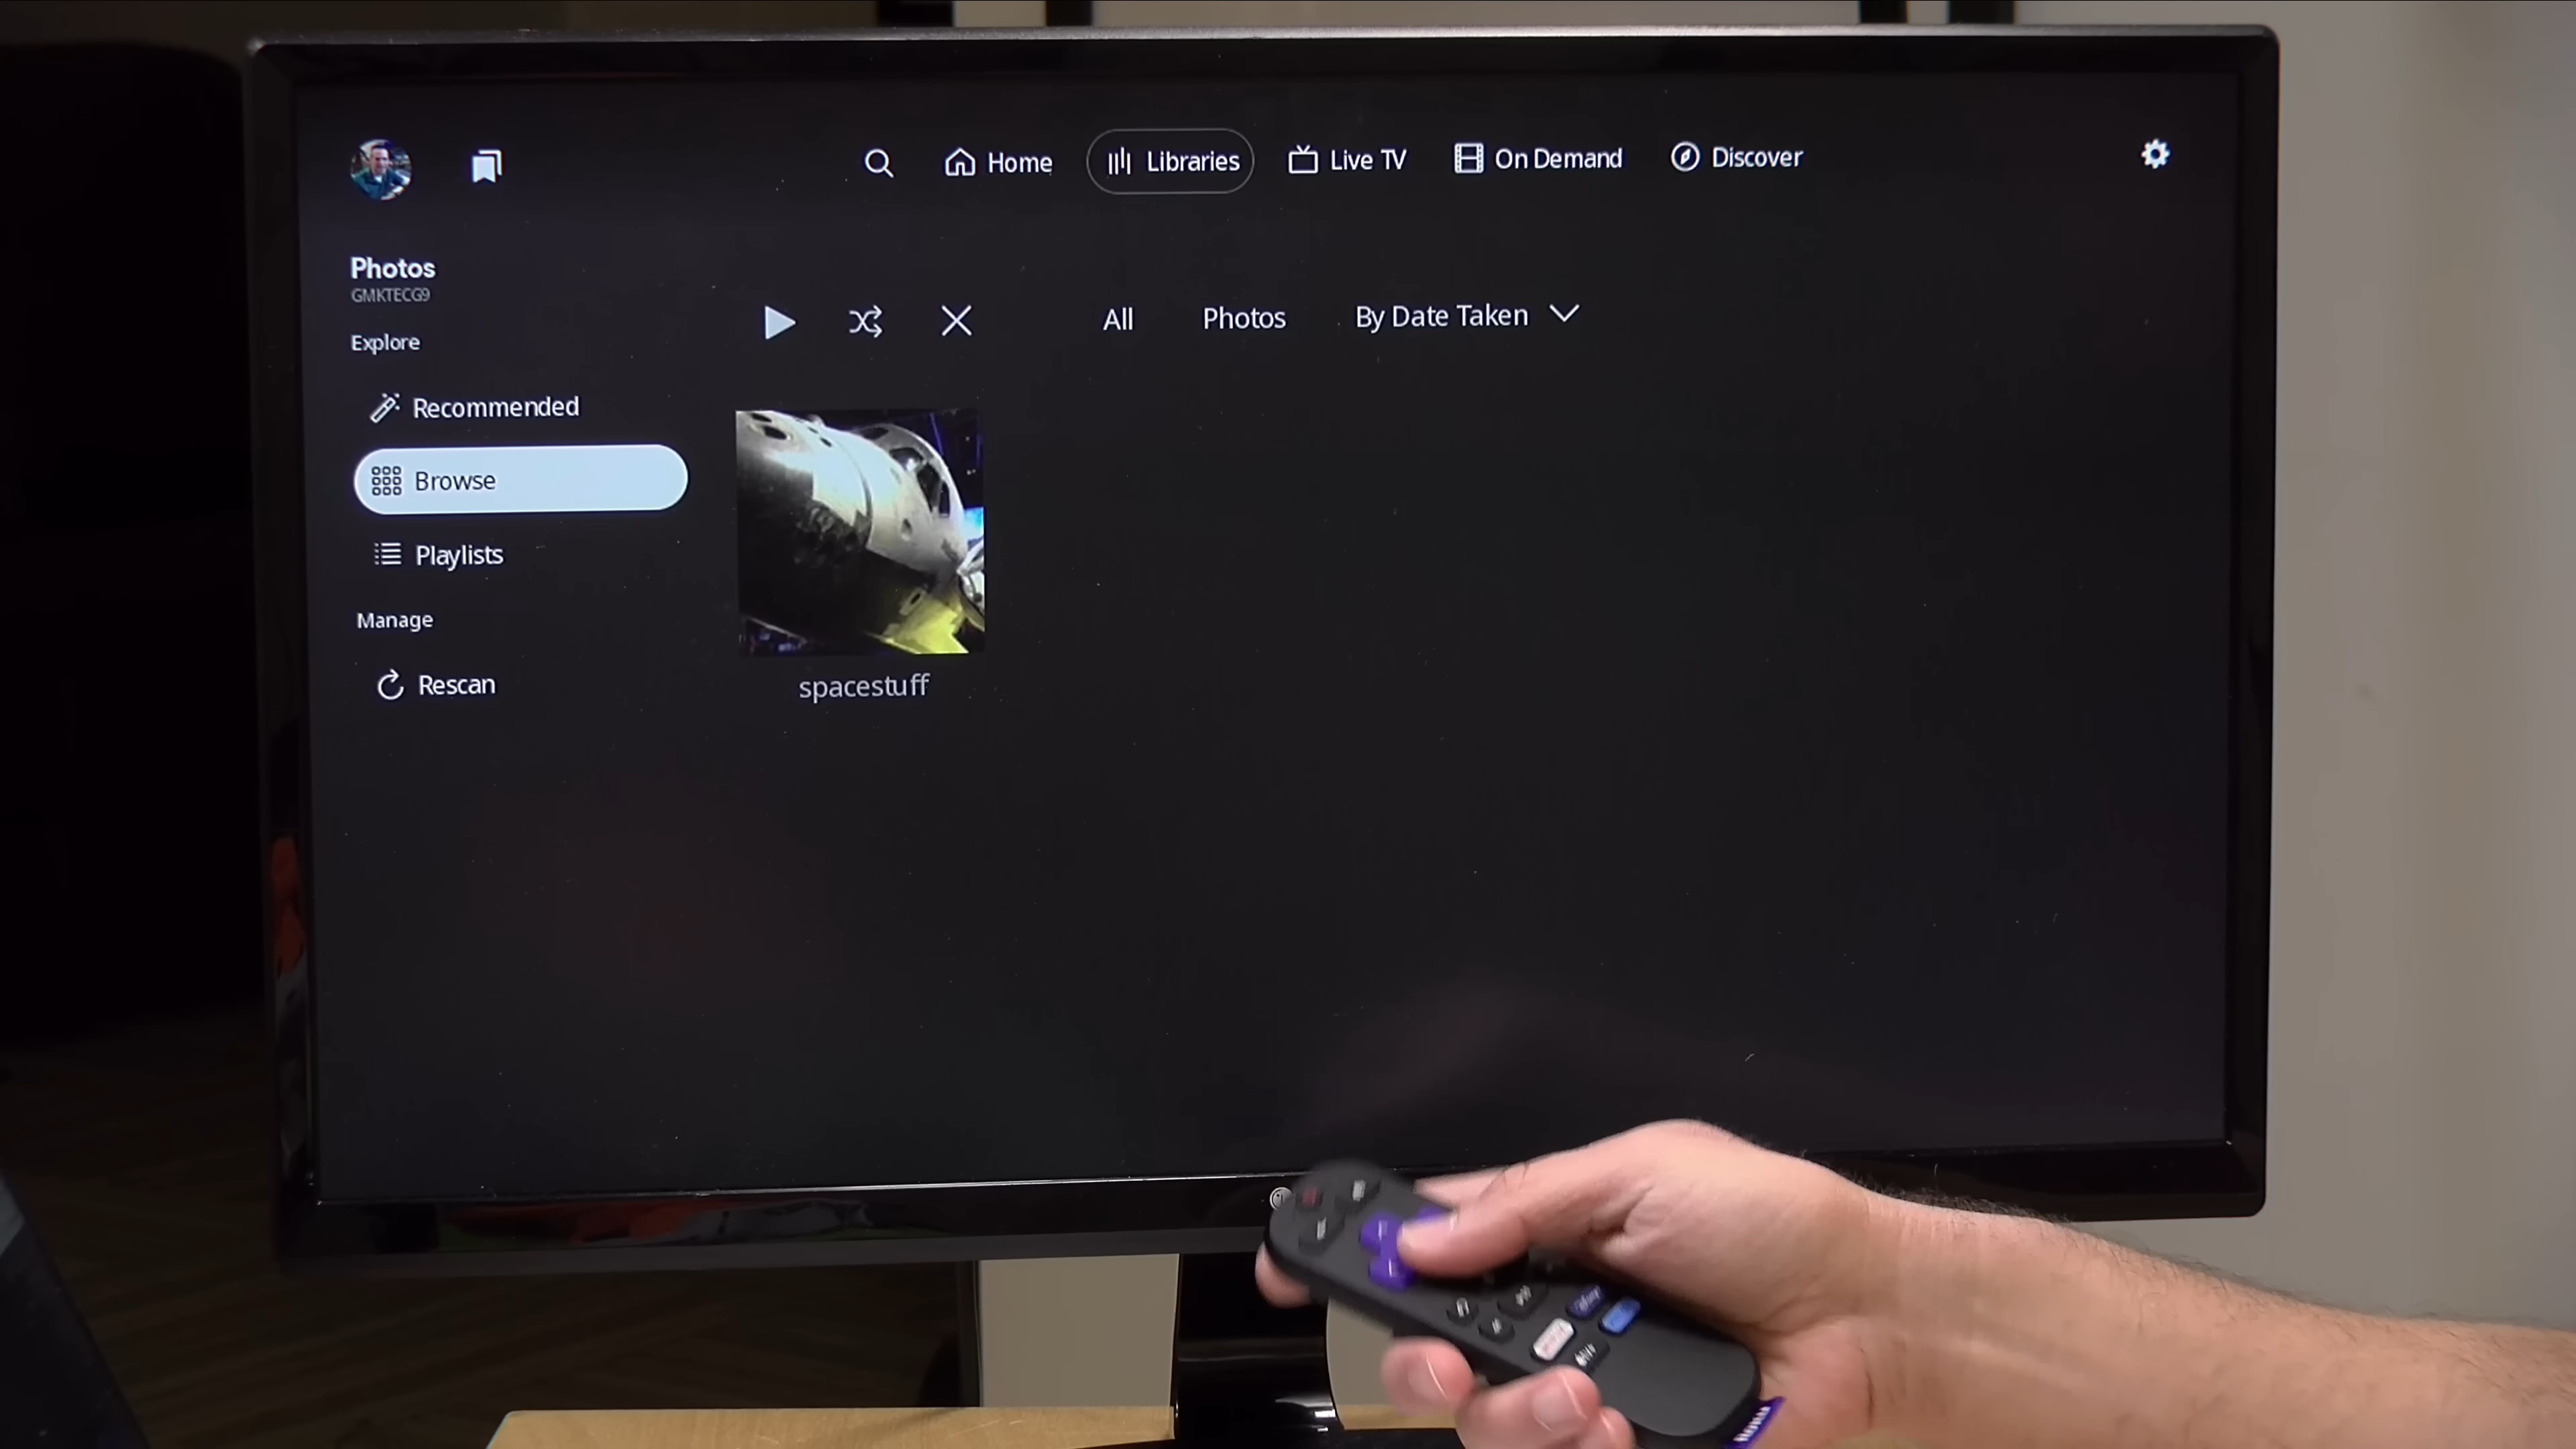 Home
Libraries
Live TV
On Demand
Discover
Photos
GMKTECG9
Explore
All
Photos
By Date Taken
Recommended
Browse
Playlists
Manage
Rescan
spacestuff